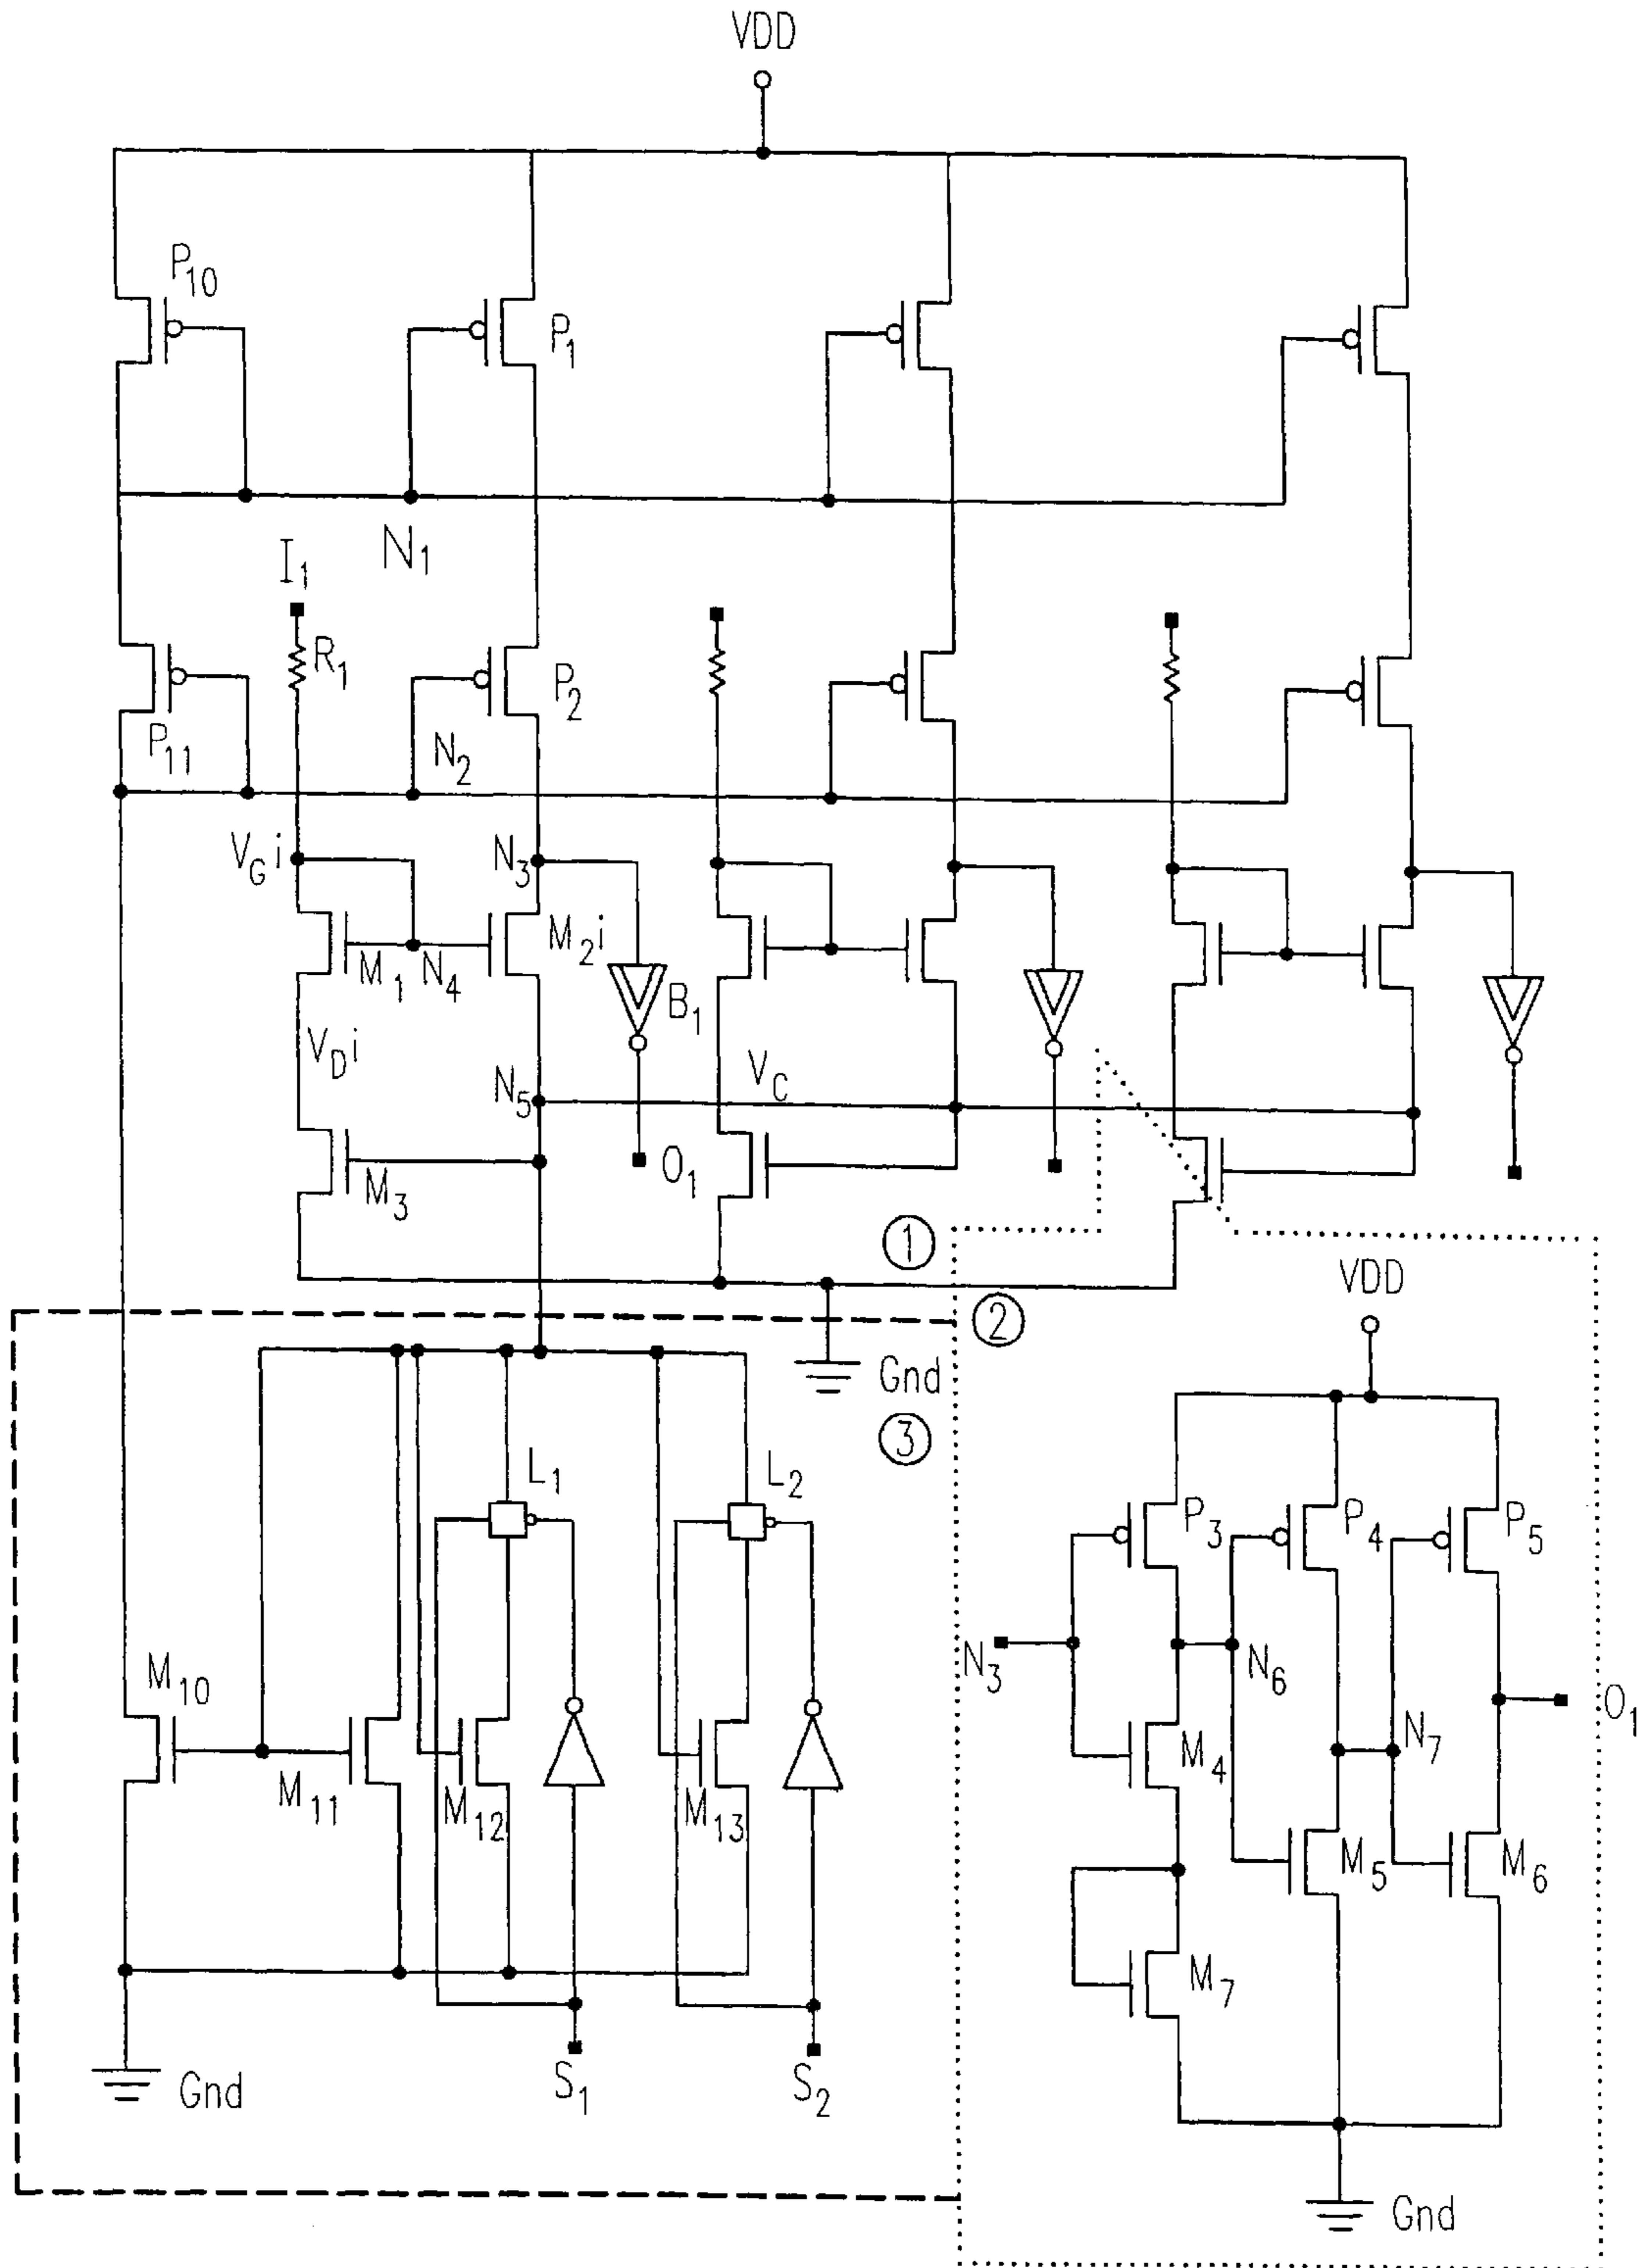 VDD
P10
P1
N1
I1
R1
P2
P11
N2
VG i
N3
M2 i
M1
N4
B1
VD i
N5
VC
M3
O1
①
VDD
②
Gnd
③
L1
L2
P3
P4
P5
N3
N6
M10
O1
N7
M4
M11
M12
M13
M5
M6
M7
S1
S2
Gnd
Gnd